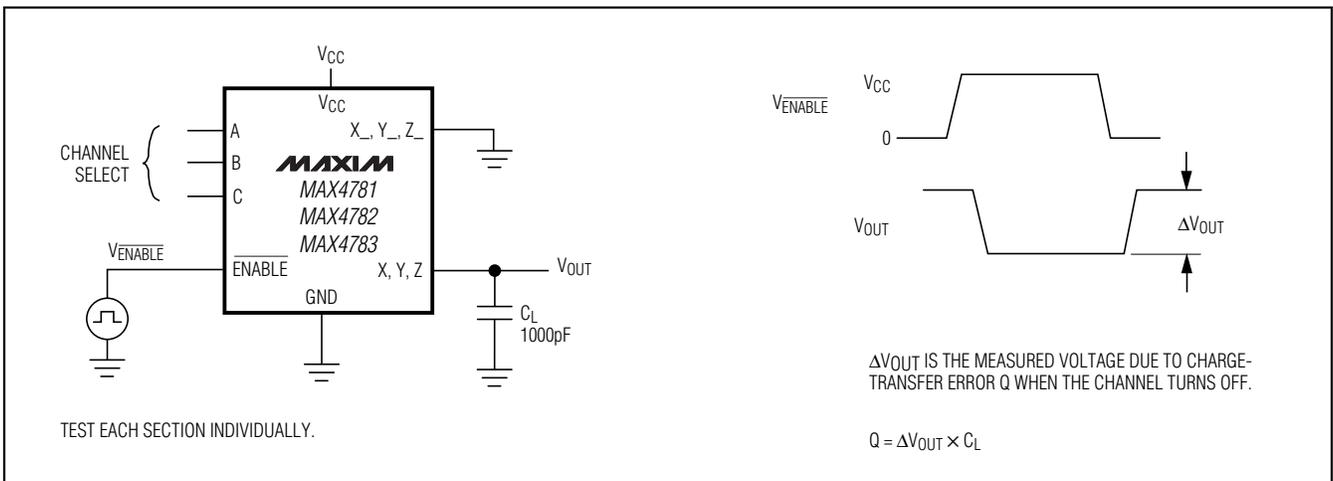 VCC
VCC
A
X_, Y_, Z_
CHANNEL
SELECT
B
MAXIM
MAX4781
C
MAX4782
MAX4783
VENABLE
ENABLE
X, Y, Z
VOUT
GND
CL
1000pF
TEST EACH SECTION INDIVIDUALLY.
VCC
VENABLE
0
VOUT
ΔVOUT
ΔVOUT IS THE MEASURED VOLTAGE DUE TO CHARGE-
TRANSFER ERROR Q WHEN THE CHANNEL TURNS OFF.
Q = ΔVOUT × CL